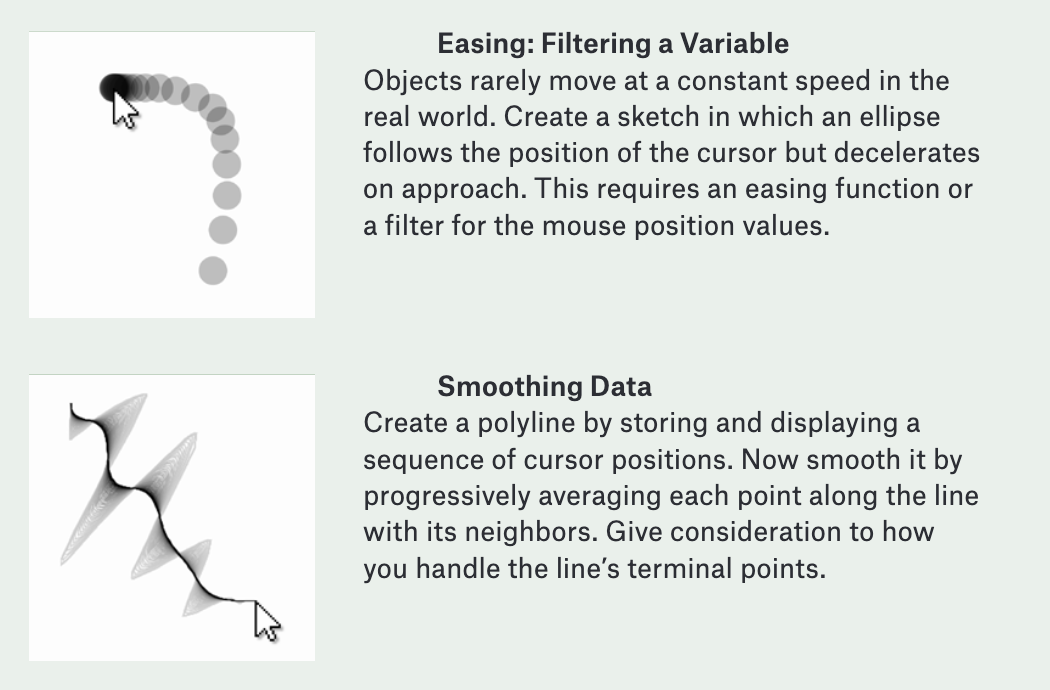 Easing: Filtering a Variable
Objects rarely move at a constant speed in the
real world. Create a sketch in which an ellipse
follows the position of the cursor but decelerates
on approach. This requires an easing function or
a filter for the mouse position values.
Smoothing Data
Create a polyline by storing and displaying a
sequence of cursor positions. Now smooth it by
progressively averaging each point along the line
with its neighbors. Give consideration to how
you handle the line’s terminal points.